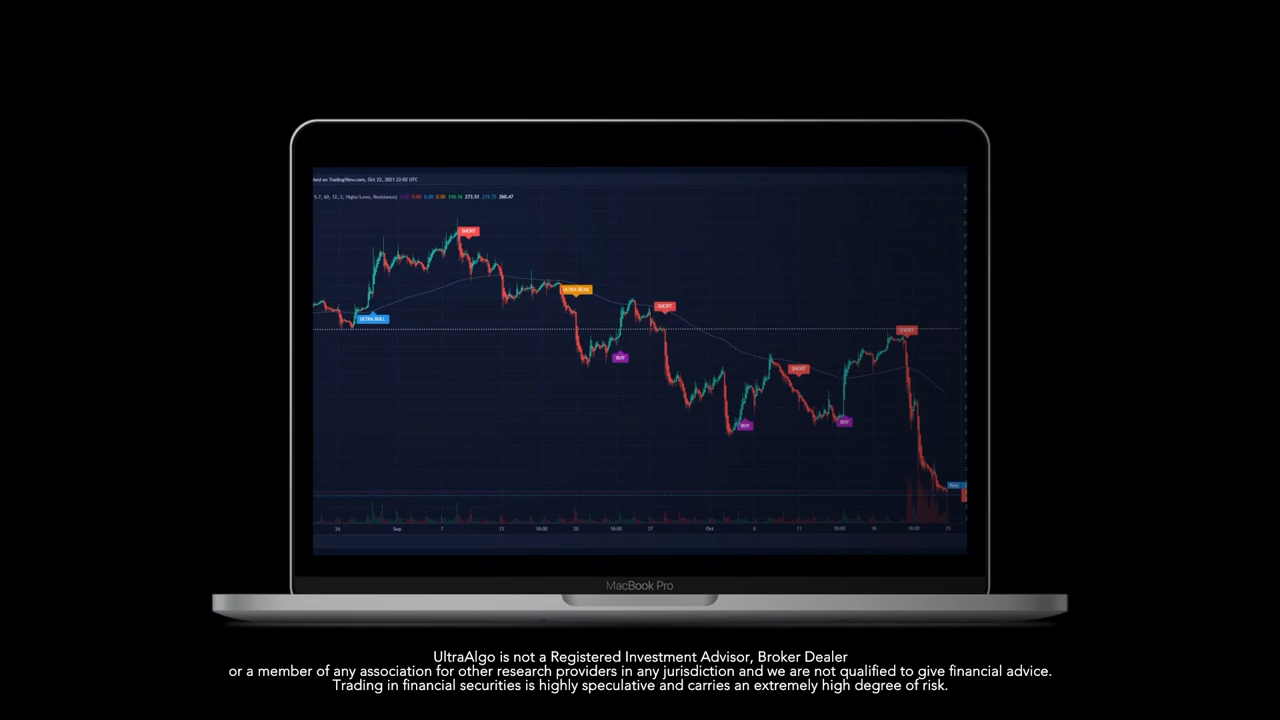 hed on TradingView.com, Oct 22, 2021 22:02 UTC
SHORT
ULTRA BEAR
SHORT
ULTRA BULL
SHORT
BUY
SHORT
BUY
BUY
26 Sep 7 13 20 27 Oct 6 11 18 25
MacBook Pro
UltraAlgo is not a Registered Investment Advisor, Broker Dealer
or a member of any association for other research providers in any jurisdiction and we are not qualified to give financial advice.
Trading in financial securities is highly speculative and carries an extremely high degree of risk.